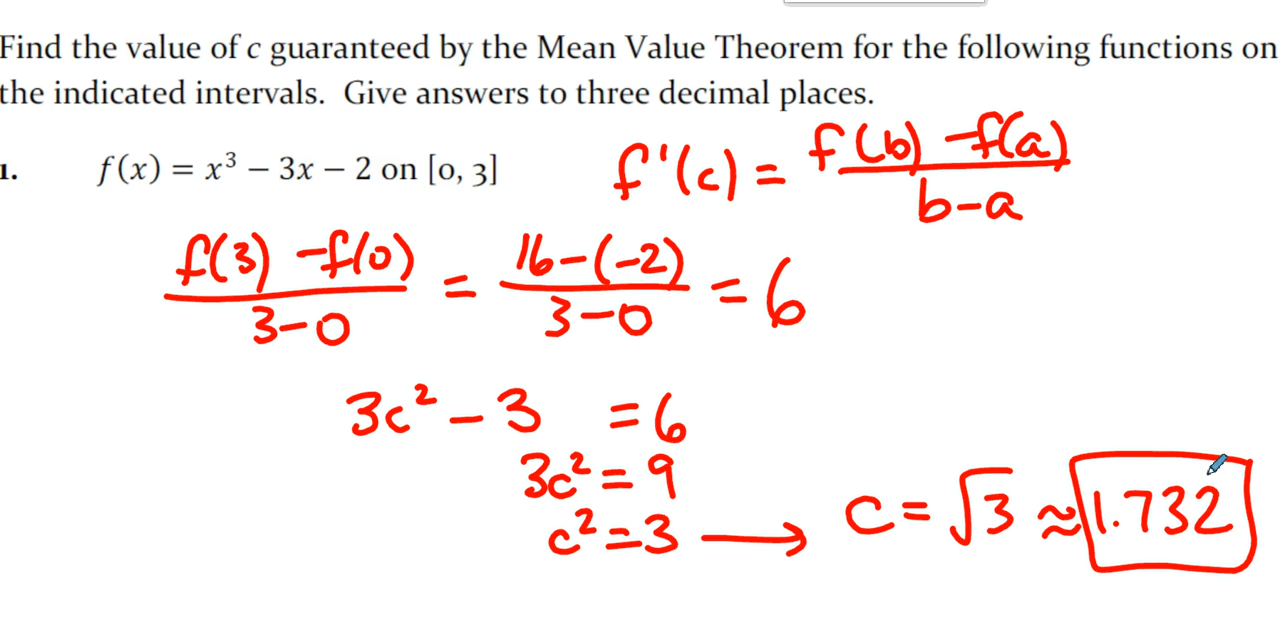 Find the value of c guaranteed by the Mean Value Theorem for the following functions on
the indicated intervals.  Give answers to three decimal places.
1. f(x) = x³ − 3x − 2 on [0, 3]
f'(c) = (f(b) − f(a))/(b − a)
(f(3) − f(0))/(3 − 0) = (16 − (−2))/(3 − 0) = 6
3c² − 3 = 6
3c² = 9
c² = 3 → c = √3 ≈ 1.732